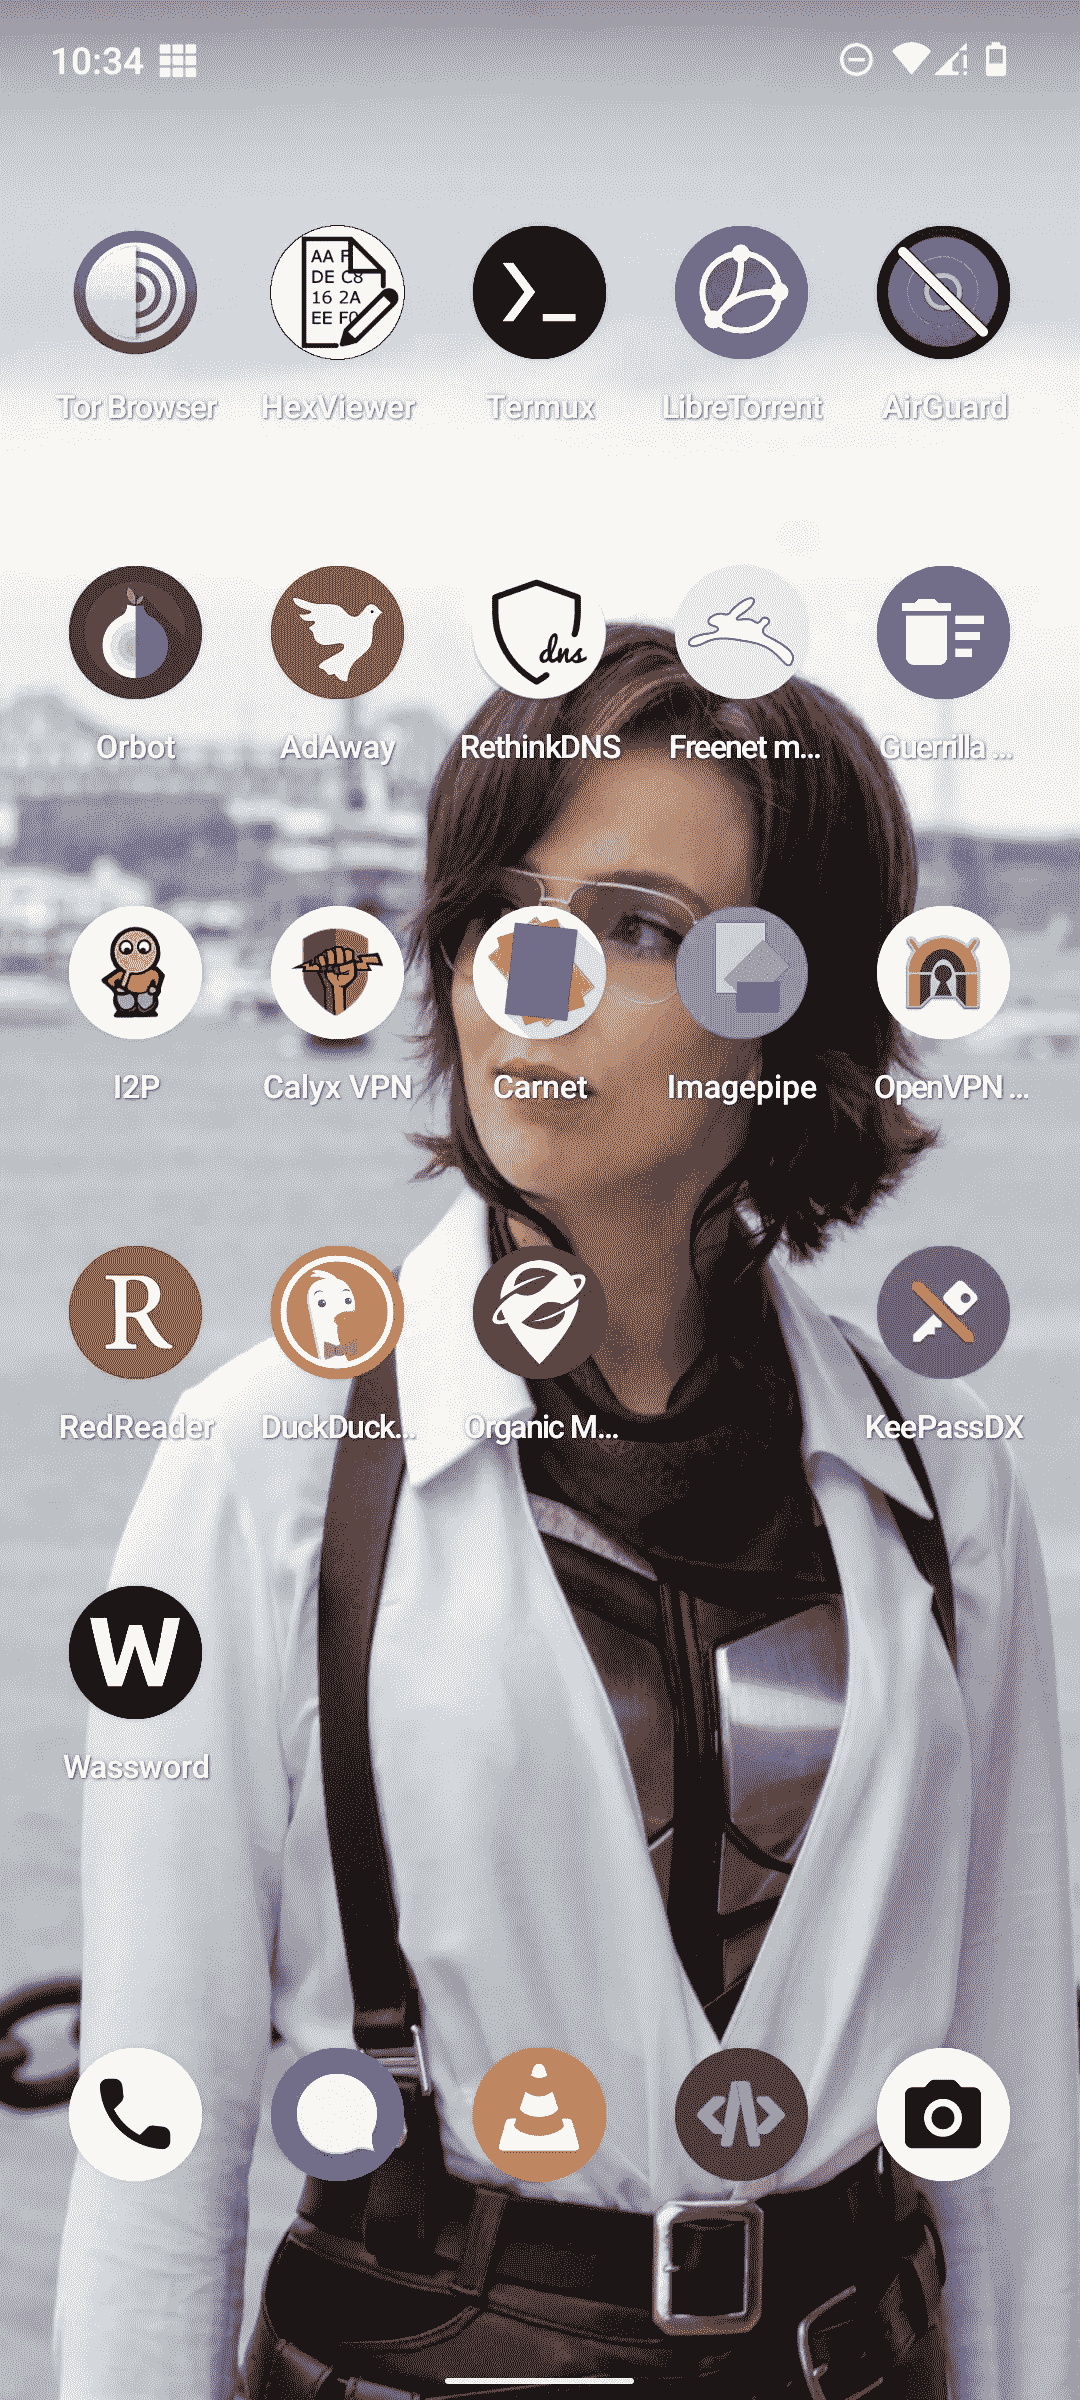 10:34
AA F
DE C8
16 2A
EE F0
Tor Browser
HexViewer
Termux
LibreTorrent
AirGuard
dns
Orbot
AdAway
RethinkDNS
Freenet m...
Guerrilla ...
I2P
Calyx VPN
Carnet
Imagepipe
OpenVPN ...
R
RedReader
DuckDuck...
Organic M...
KeePassDX
W
Wassword